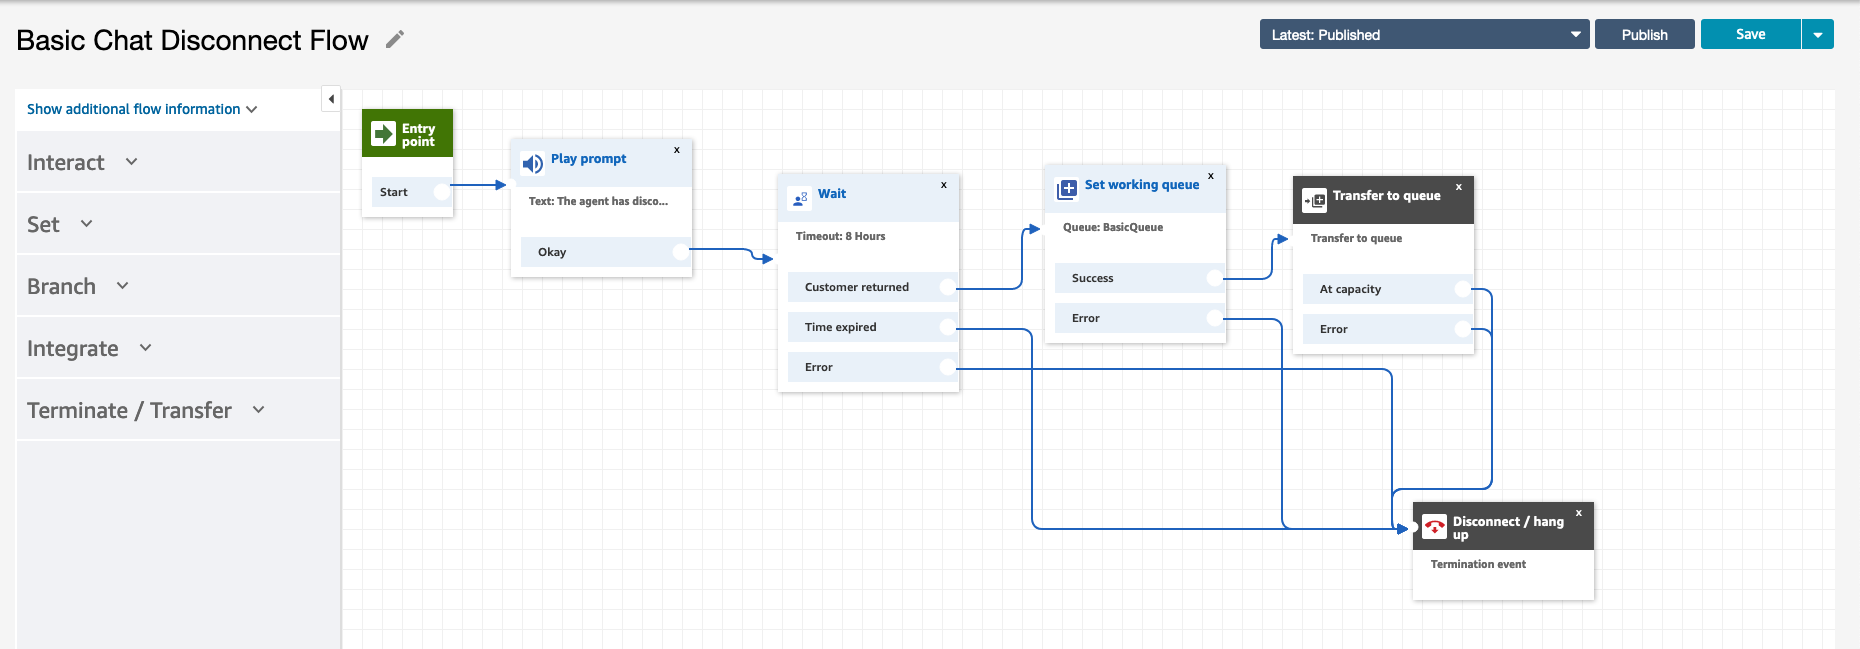 Basic Chat Disconnect Flow
Latest: Published
Publish
Save
Show additional flow information
Interact
Set
Branch
Integrate
Terminate / Transfer
Entry
point
Start
Play prompt
x
Text: The agent has disco...
Okay
Wait
x
Timeout: 8 Hours
Customer returned
Time expired
Error
Set working queue
x
Queue: BasicQueue
Success
Error
Transfer to queue
x
Transfer to queue
At capacity
Error
Disconnect / hang
up
x
Termination event